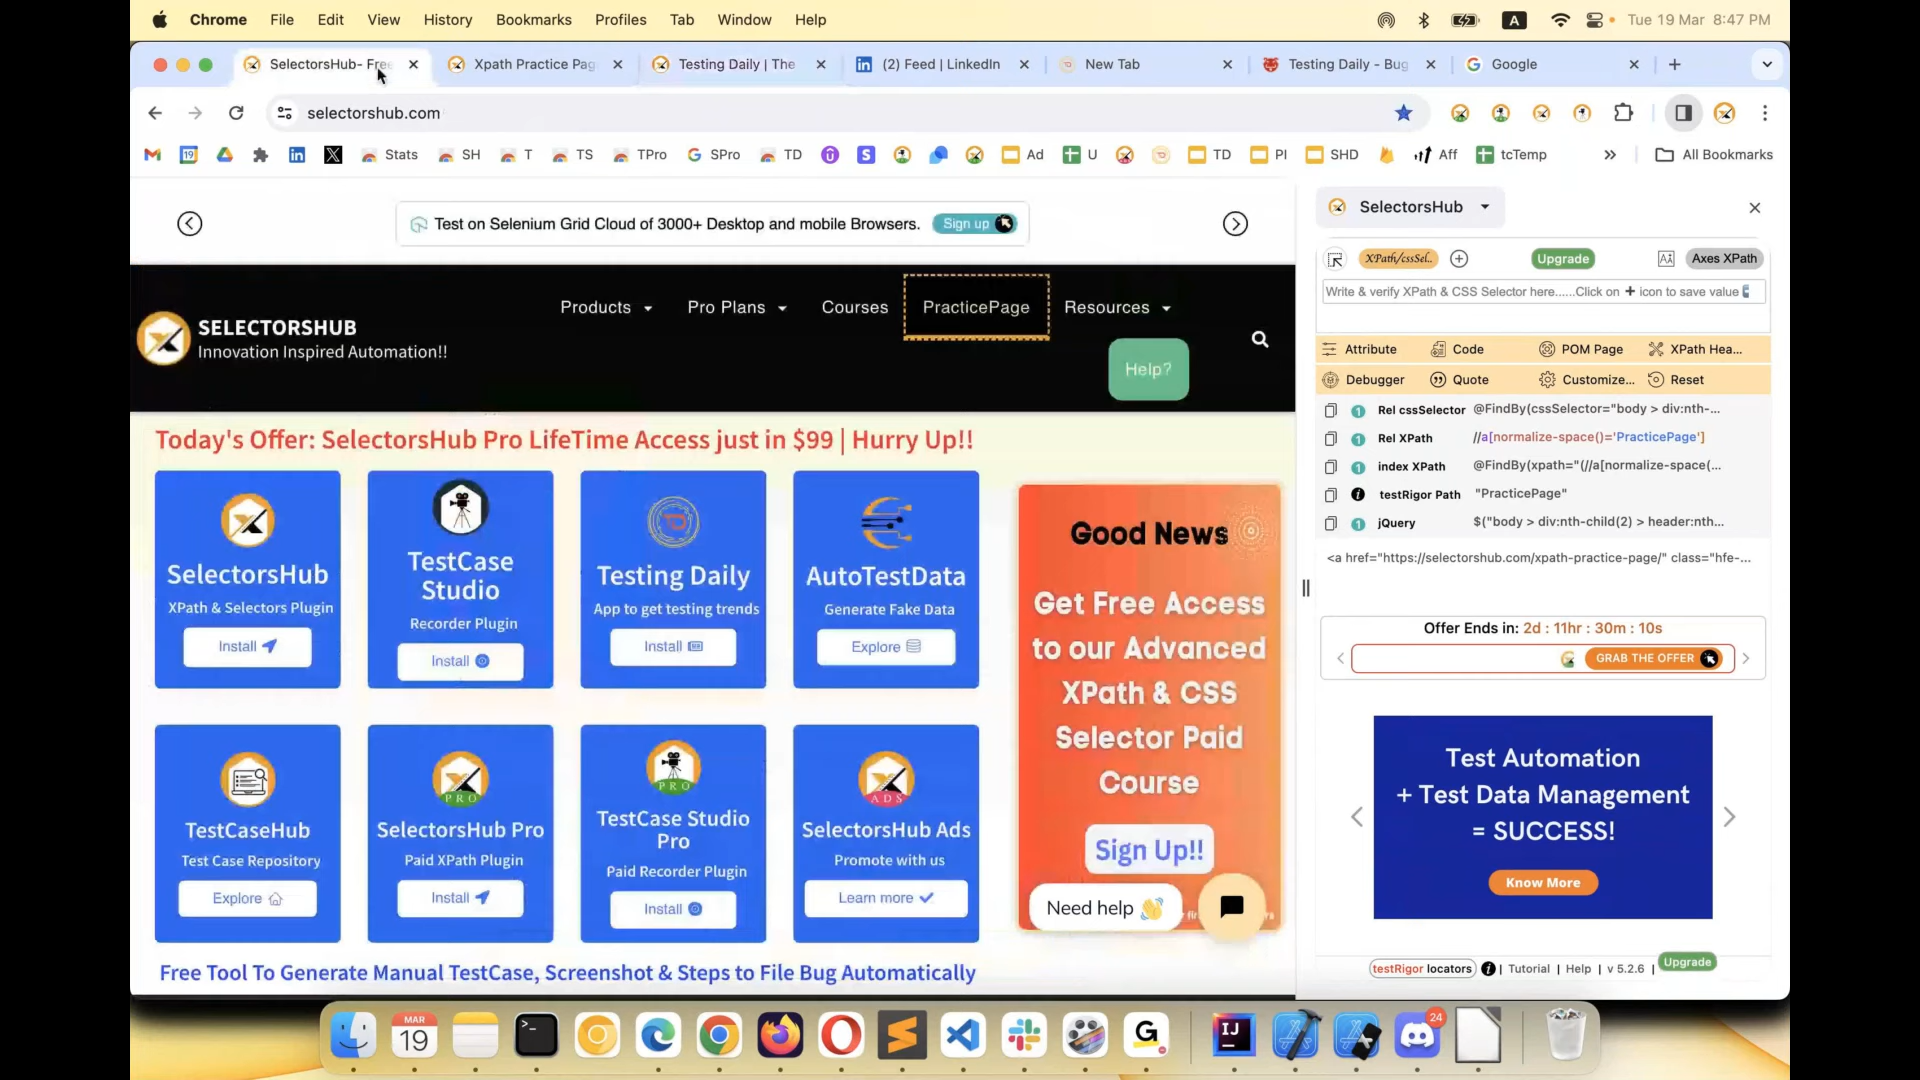 Chrome File Edit View History Bookmarks Profiles Tab Window Help A Tue 19 Mar 8:47 PM
SelectorsHub- Free Xpath Practice Pag Testing Daily | The (2) Feed | LinkedIn New Tab Testing Daily - Bug Google
selectorshub.com
19 Stats SH T TS TPro SPro TD Ad U TD PI SHD Aff tcTemp » All Bookmarks
Test on Selenium Grid Cloud of 3000+ Desktop and mobile Browsers. Sign up
SELECTORSHUB
Innovation Inspired Automation!!
Products Pro Plans Courses PracticePage Resources
Help?
Today's Offer: SelectorsHub Pro LifeTime Access just in $99 | Hurry Up!!
SelectorsHub
XPath & Selectors Plugin
Install
TestCase
Studio
Recorder Plugin
Install
Testing Daily
App to get testing trends
Install
AutoTestData
Generate Fake Data
Explore
TestCaseHub
Test Case Repository
Explore
PRO
SelectorsHub Pro
Paid XPath Plugin
Install
PRO
TestCase Studio
Pro
Paid Recorder Plugin
Install
ADS
SelectorsHub Ads
Promote with us
Learn more
Good News
Get Free Access
to our Advanced
XPath & CSS
Selector Paid
Course
Sign Up!!
Need help 👋
Free Tool To Generate Manual TestCase, Screenshot & Steps to File Bug Automatically
SelectorsHub
XPath/cssSel.. Upgrade Axes XPath
Write & verify XPath & CSS Selector here......Click on + icon to save value
Attribute Code POM Page XPath Hea...
Debugger Quote Customize... Reset
1 Rel cssSelector @FindBy(cssSelector="body > div:nth-...
1 Rel XPath //a[normalize-space()='PracticePage']
1 index XPath @FindBy(xpath="(//a[normalize-space(...
i testRigor Path "PracticePage"
1 jQuery $("body > div:nth-child(2) > header:nth...
<a href="https://selectorshub.com/xpath-practice-page/" class="hfe-...
Offer Ends in: 2d : 11hr : 30m : 10s
GRAB THE OFFER
Test Automation
+ Test Data Management
= SUCCESS!
Know More
testRigor locators i | Tutorial | Help | v 5.2.6 | Upgrade
MAR
19
G
IJ
24